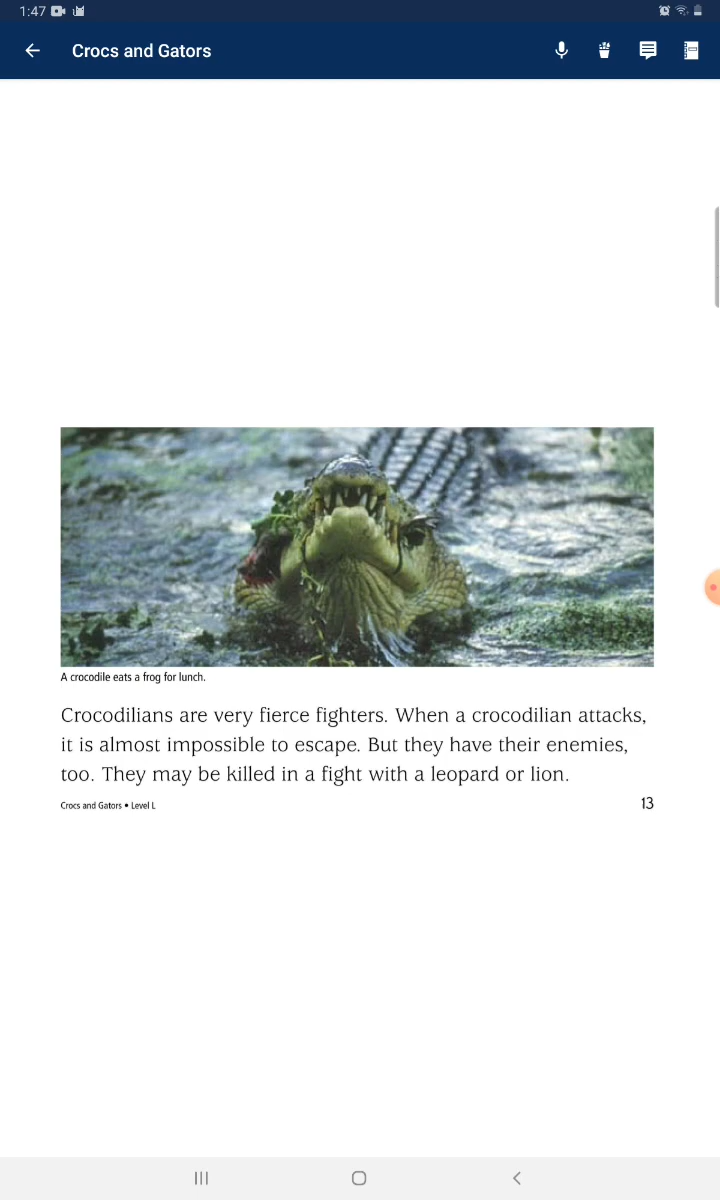 1:47
Crocs and Gators
A crocodile eats a frog for lunch.
Crocodilians are very fierce fighters. When a crocodilian attacks,
it is almost impossible to escape. But they have their enemies,
too. They may be killed in a fight with a leopard or lion.
Crocs and Gators • Level L
13